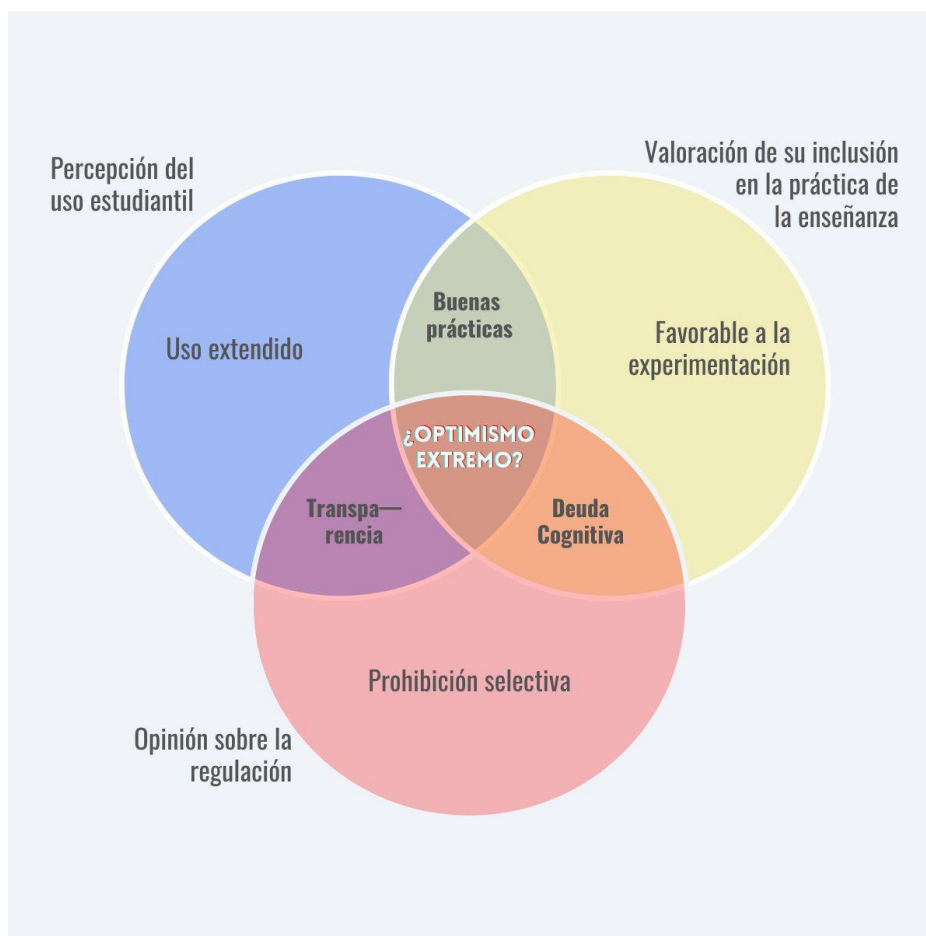 Percepción del
uso estudiantil
Valoración de su inclusión
en la práctica de
la enseñanza
Buenas
prácticas
Uso extendido
Favorable a la
experimentación
¿OPTIMISMO
EXTREMO?
Transpa—
rencia
Deuda
Cognitiva
Prohibición selectiva
Opinión sobre la
regulación